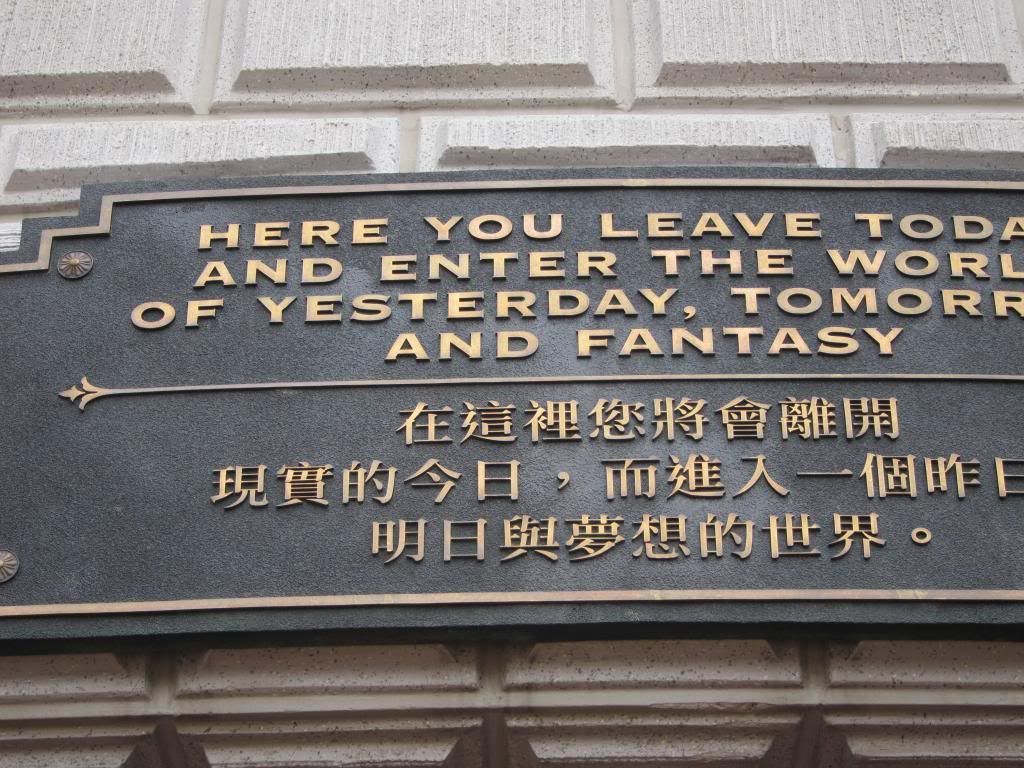 HERE YOU LEAVE TODA
AND ENTER THE WORL
OF YESTERDAY, TOMORR
AND FANTASY
在這裡您將會離開
現實的今日，而進入一個昨日
明日與夢想的世界。